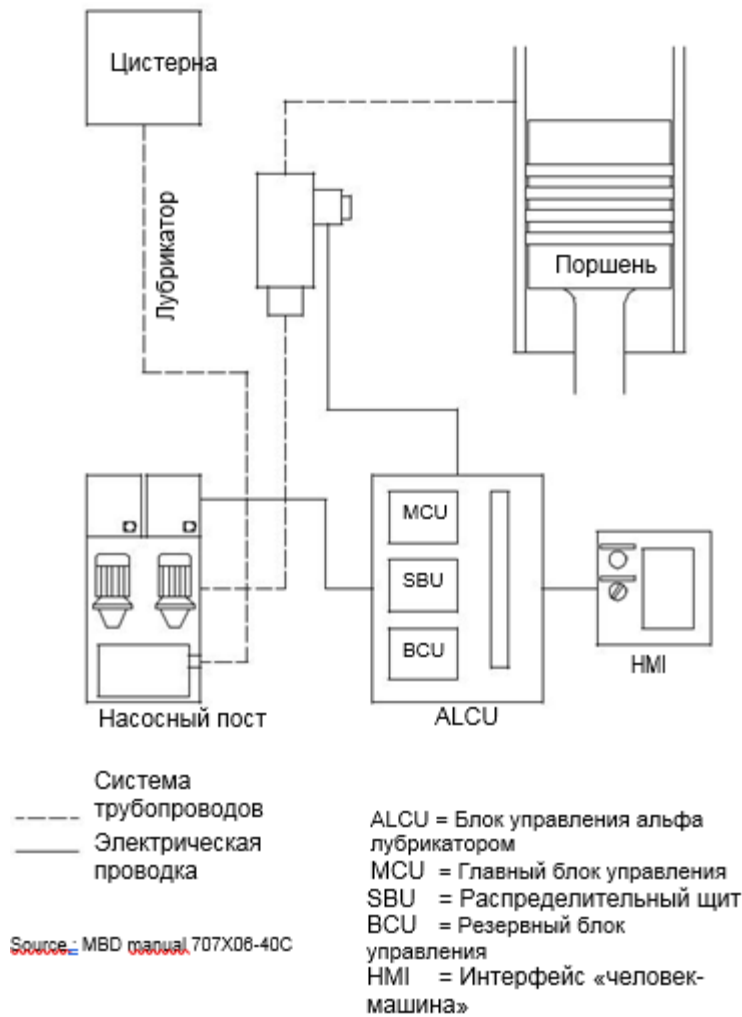 Цистерна
Лубрикатор
Поршень
MCU
SBU
BCU
HMI
Насосный пост
ALCU
Система
трубопроводов
Электрическая
проводка
Source : MBD manual 707X06-40C
ALCU = Блок управления альфа
лубрикатором
MCU = Главный блок управления
SBU = Распределительный щит
BCU = Резервный блок
управления
HMI = Интерфейс «человек-
машина»